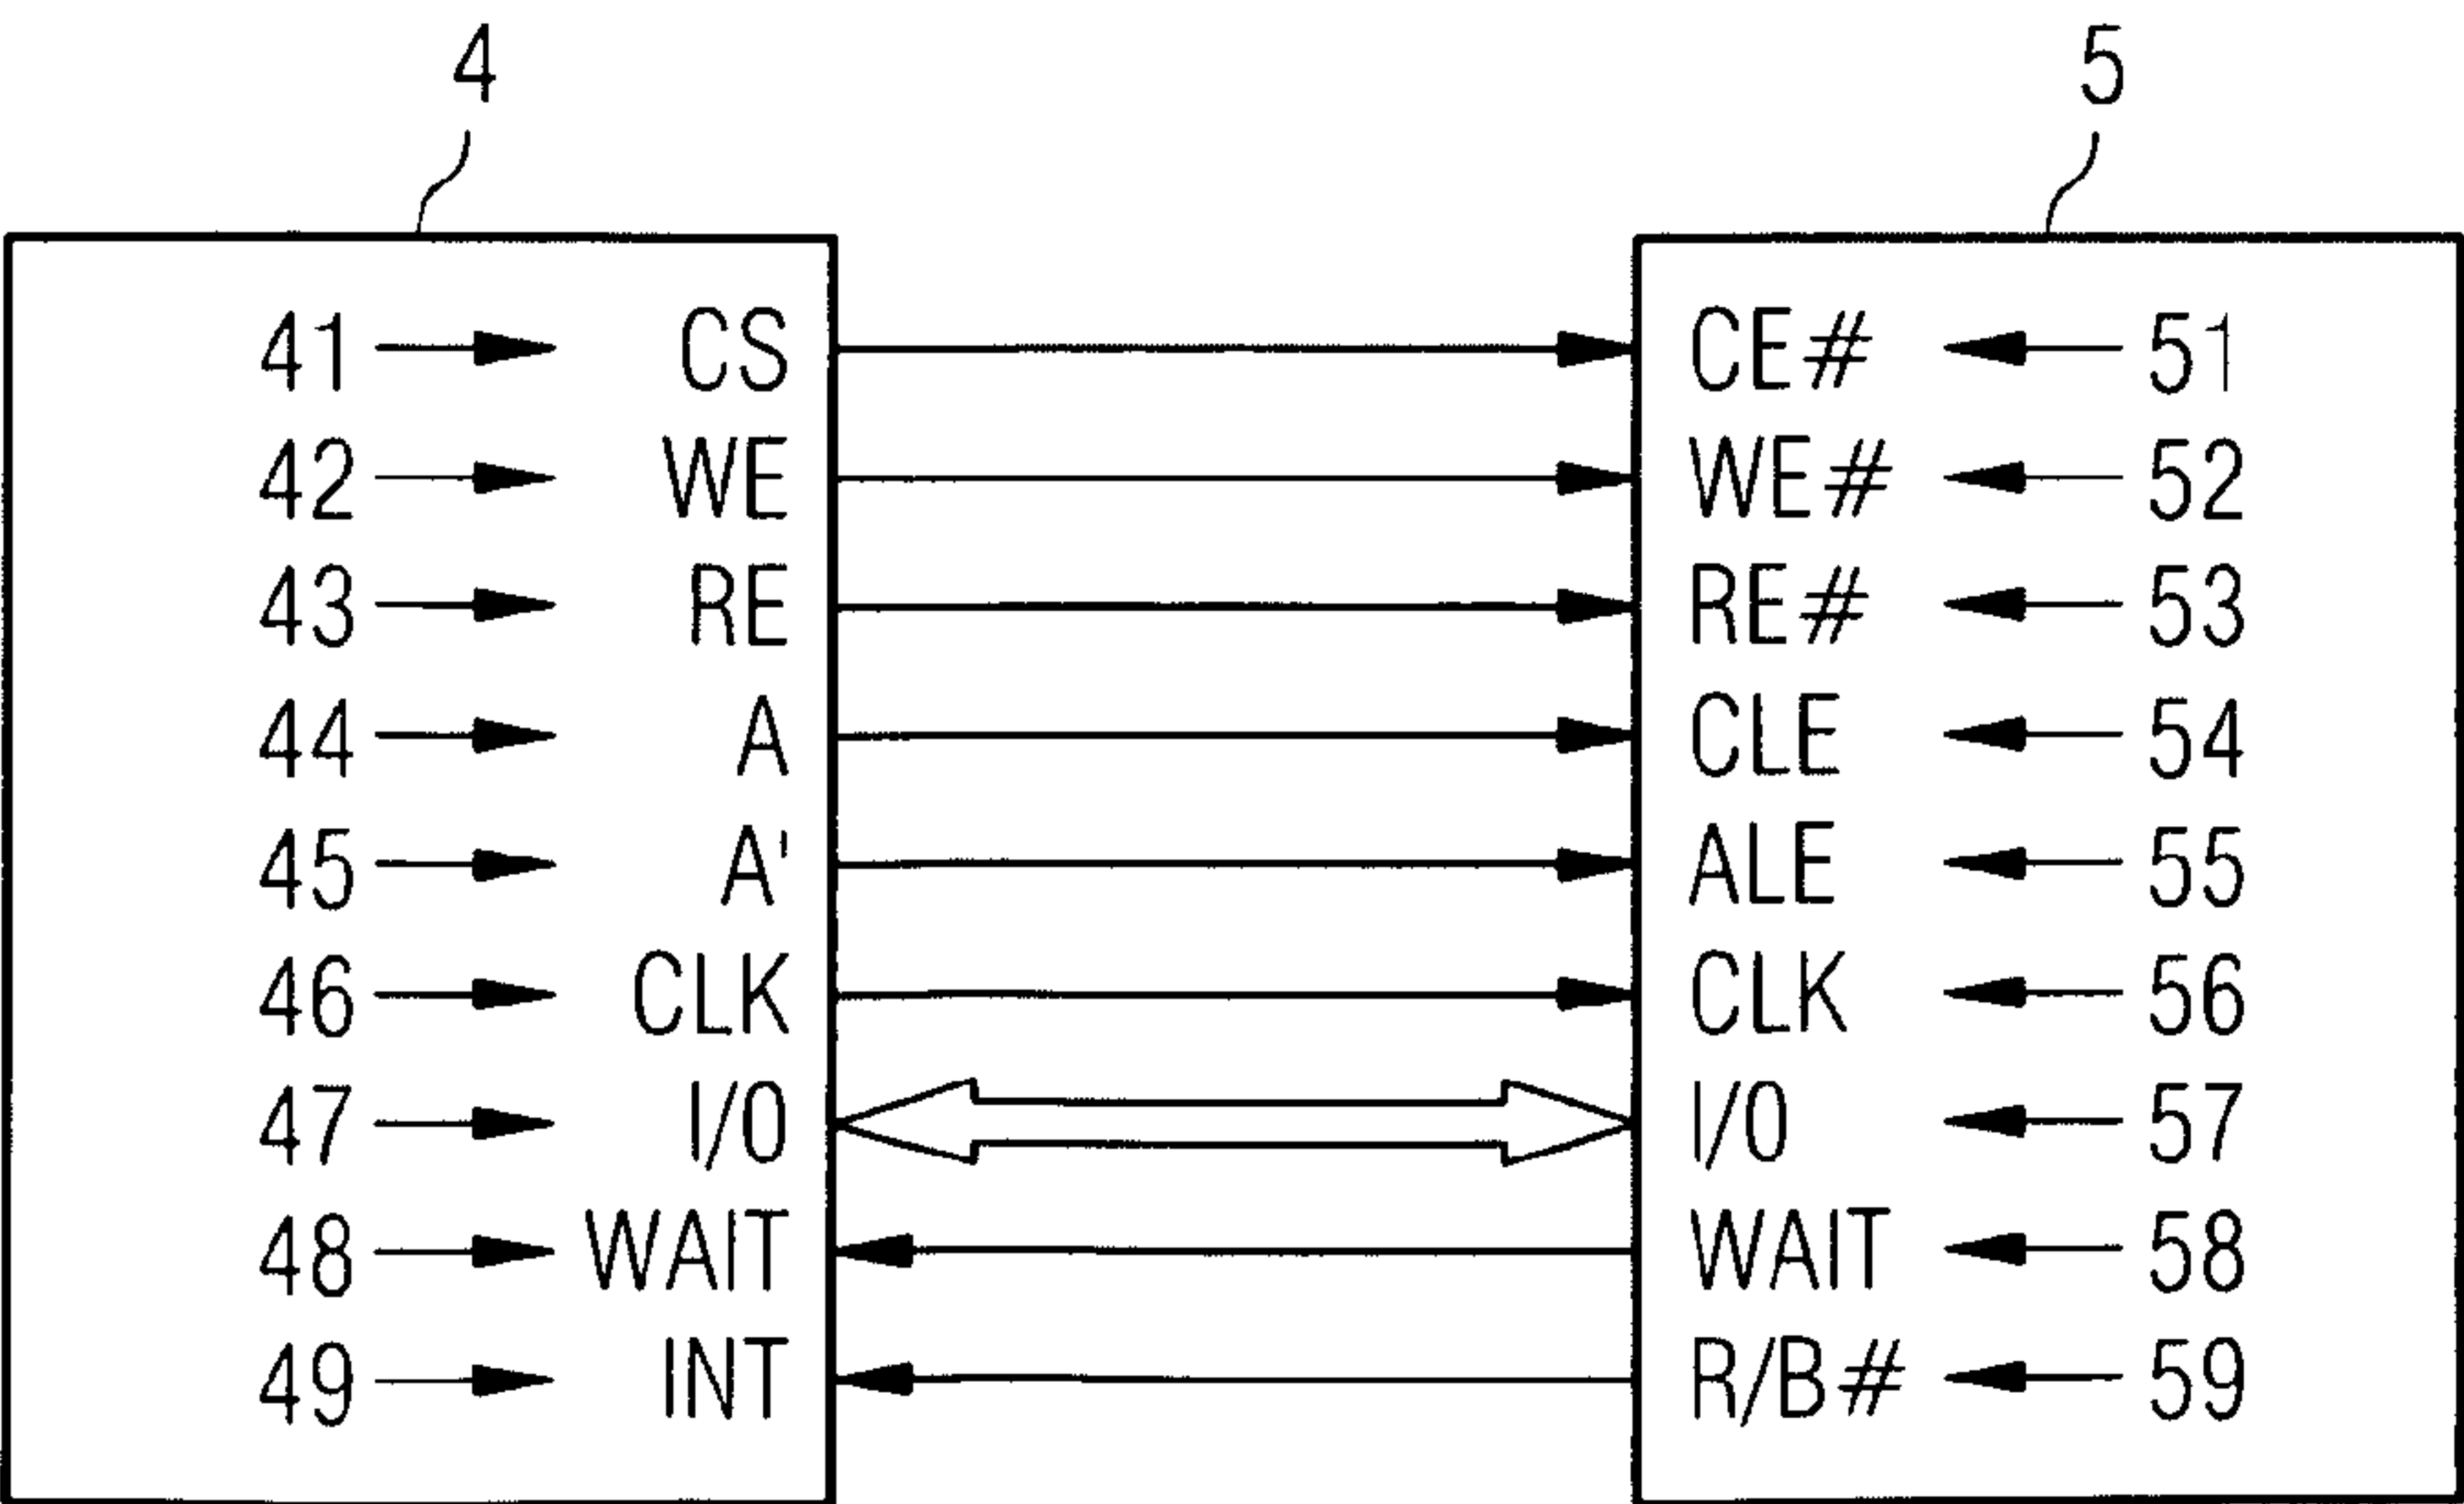 4 5
41 CS CE# 51
42 WE WE# 52
43 RE RE# 53
44 A CLE 54
45 A' ALE 55
46 CLK CLK 56
47 I/O I/O 57
48 WAIT WAIT 58
49 INT R/B# 59